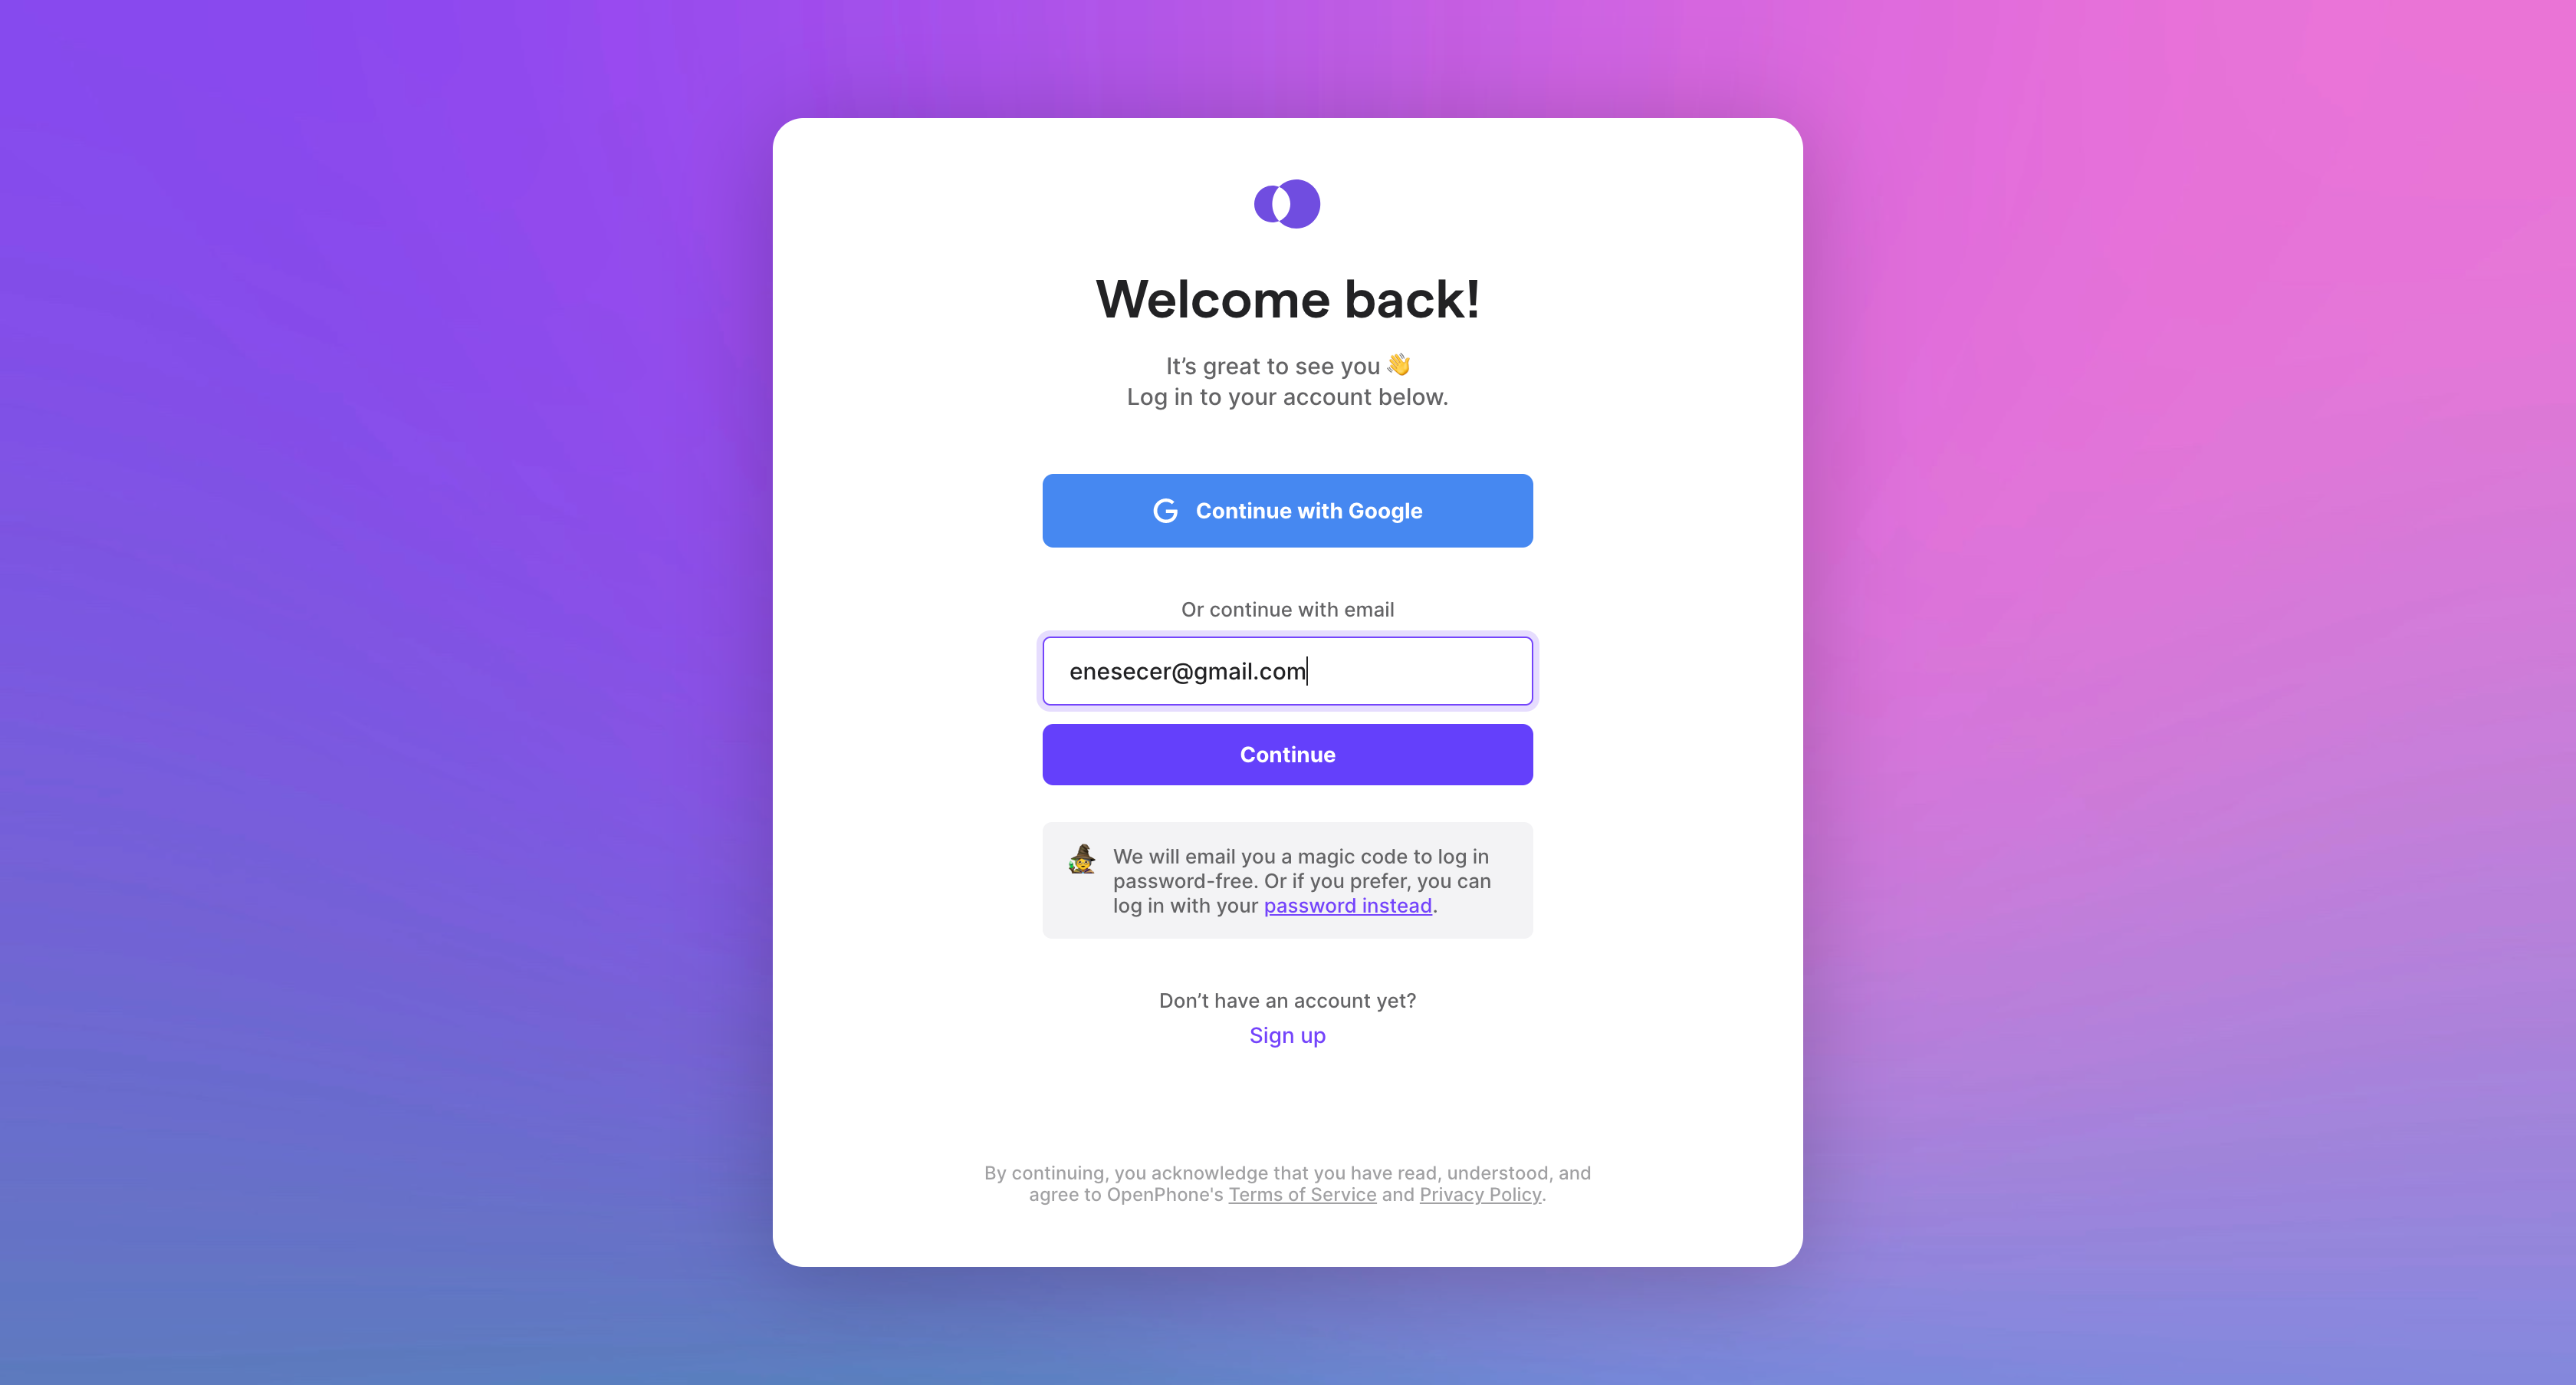 Welcome back!
It’s great to see you 👋
Log in to your account below.
Continue with Google
Or continue with email
enesecer@gmail.com
Continue
We will email you a magic code to log in
password-free. Or if you prefer, you can
log in with your password instead.
Don’t have an account yet?
Sign up
By continuing, you acknowledge that you have read, understood, and
agree to OpenPhone's Terms of Service and Privacy Policy.